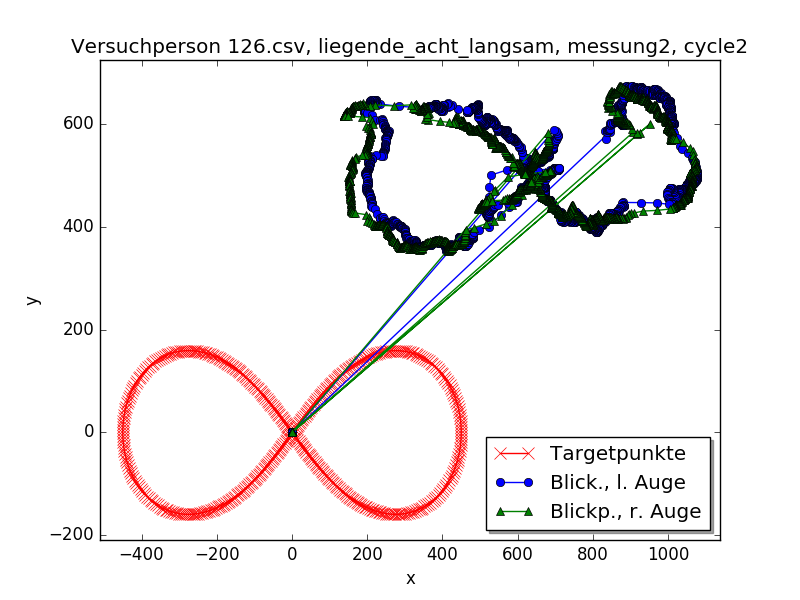 Versuchperson 126.csv, liegende_acht_langsam, messung2, cycle2
y
600
400
200
0
−200
−400
−200
0
200
400
600
800
1000
x
Targetpunkte
Blick., l. Auge
Blickp., r. Auge